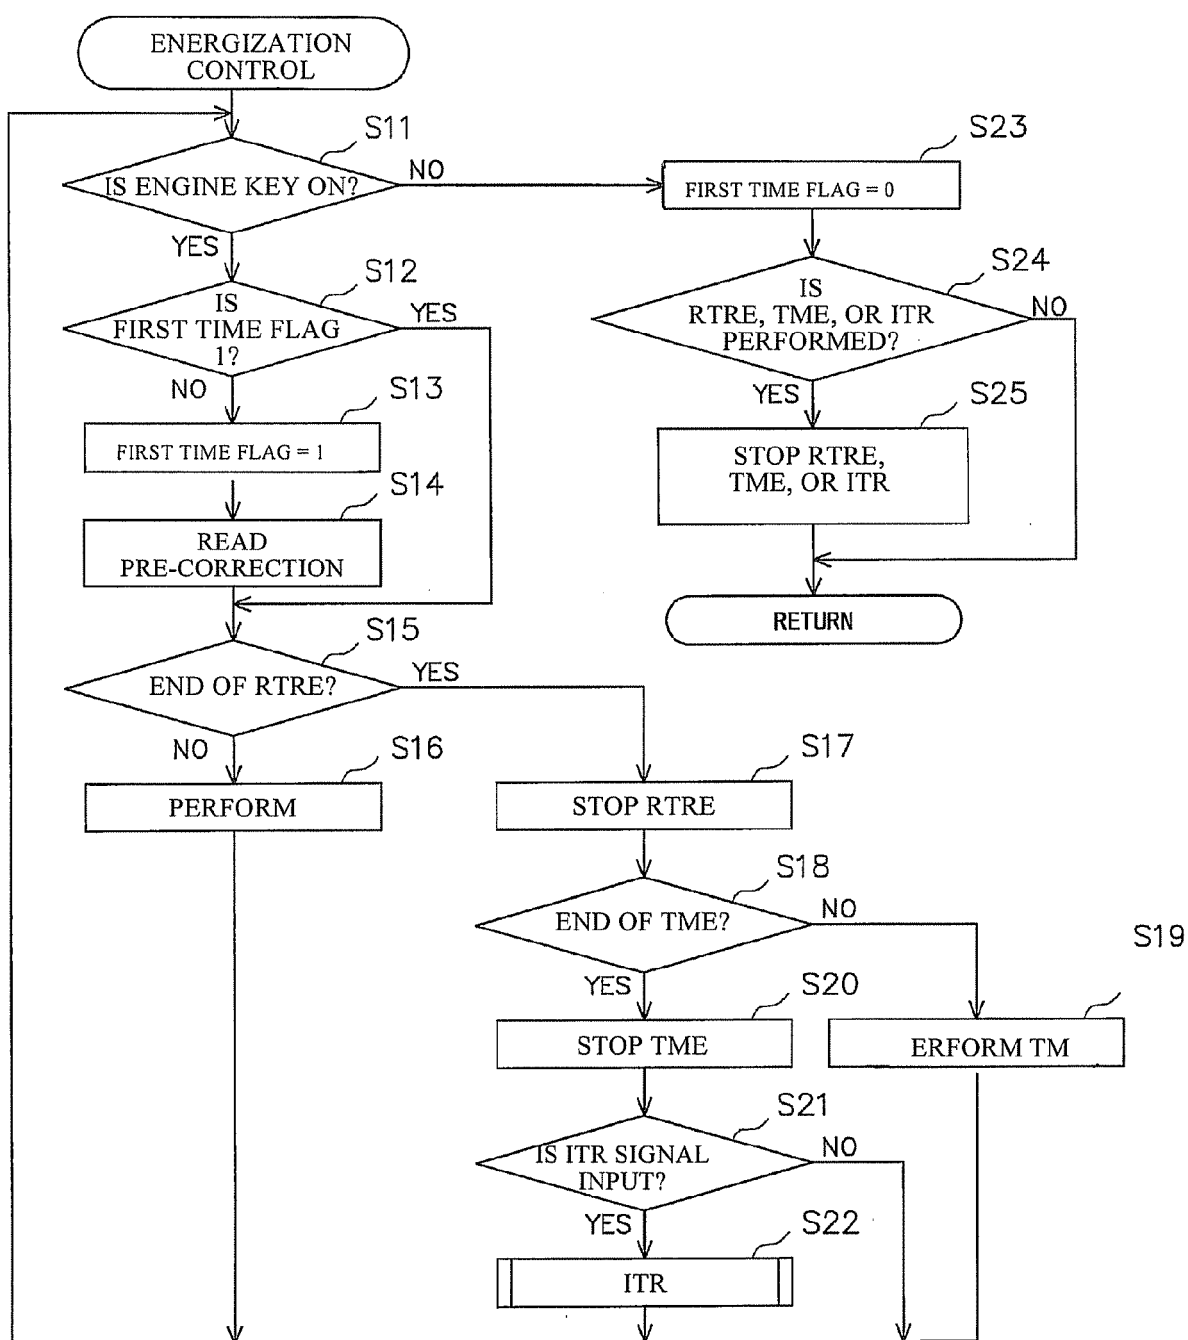 ENERGIZATION
CONTROL
S11
IS ENGINE KEY ON?
NO
YES
S23
FIRST TIME FLAG = 0
S12
IS
FIRST TIME FLAG
1?
YES
NO
S24
IS
RTRE, TME, OR ITR
PERFORMED?
NO
YES
S13
FIRST TIME FLAG = 1
S25
STOP RTRE,
TME, OR ITR
S14
READ
PRE-CORRECTION
RETURN
S15
END OF RTRE?
YES
NO
S16
PERFORM
S17
STOP RTRE
S18
END OF TME?
NO
YES
S19
ERFORM TM
S20
STOP TME
S21
IS ITR SIGNAL
INPUT?
NO
YES
S22
ITR